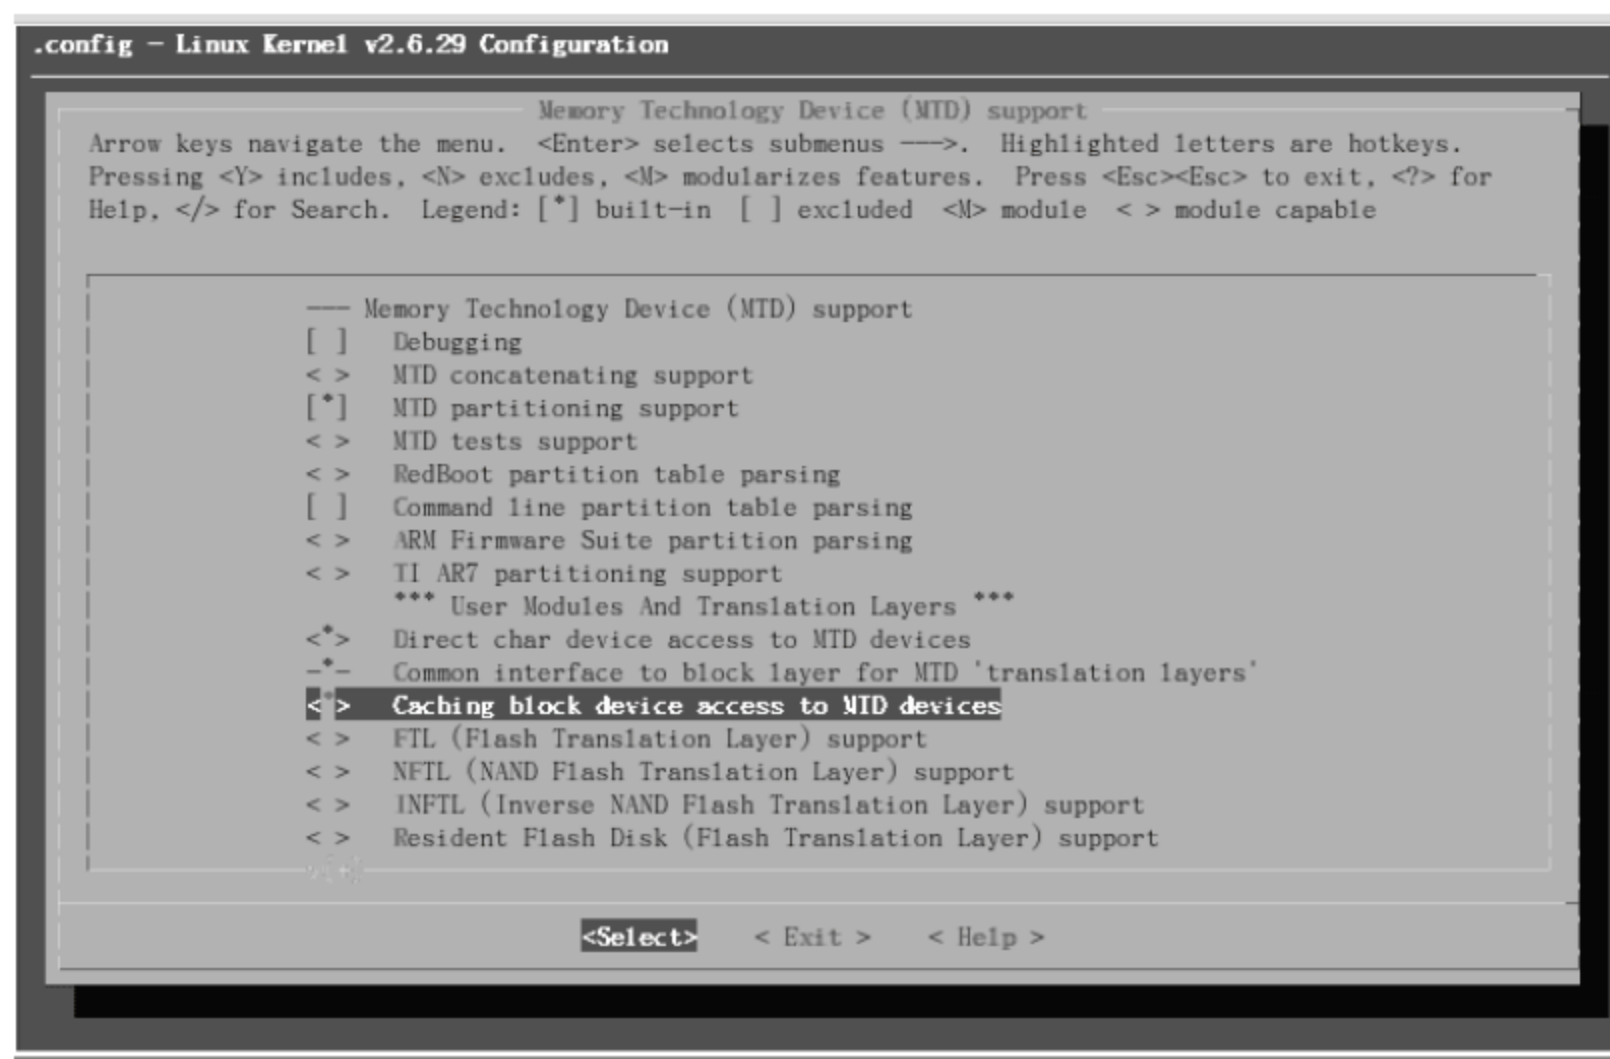 .config - Linux Kernel v2.6.29 Configuration
Memory Technology Device (MTD) support
Arrow keys navigate the menu.  <Enter> selects submenus --->.  Highlighted letters are hotkeys.
Pressing <Y> includes, <N> excludes, <M> modularizes features.  Press <Esc><Esc> to exit, <?> for
Help, </> for Search.  Legend: [*] built-in  [ ] excluded  <M> module  < > module capable
--- Memory Technology Device (MTD) support
[ ]   Debugging
< >   MTD concatenating support
[*]   MTD partitioning support
< >   MTD tests support
< >   RedBoot partition table parsing
[ ]   Command line partition table parsing
< >   ARM Firmware Suite partition parsing
< >   TI AR7 partitioning support
*** User Modules And Translation Layers ***
<*>   Direct char device access to MTD devices
-*-   Common interface to block layer for MTD 'translation layers'
<*>   Caching block device access to MTD devices
< >   FTL (Flash Translation Layer) support
< >   NFTL (NAND Flash Translation Layer) support
< >   INFTL (Inverse NAND Flash Translation Layer) support
< >   Resident Flash Disk (Flash Translation Layer) support
<Select>    < Exit >    < Help >